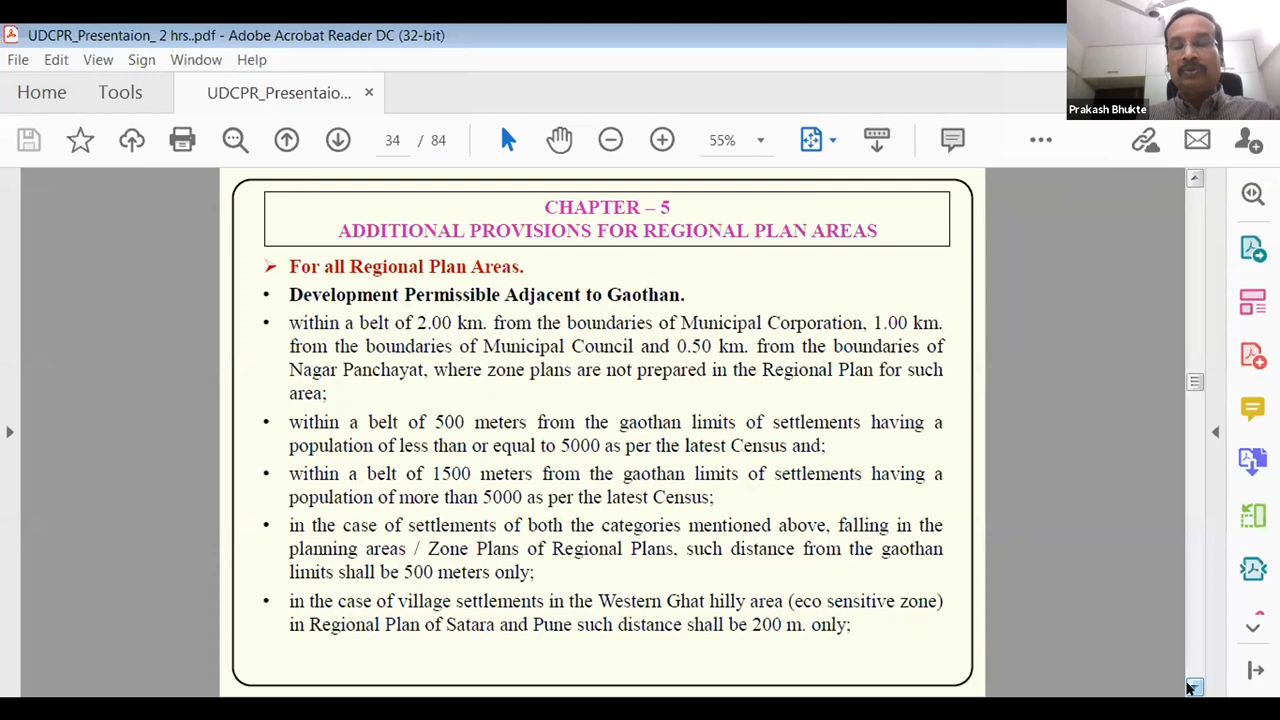 UDCPR_Presentaion_ 2 hrs..pdf - Adobe Acrobat Reader DC (32-bit)
File Edit View Sign Window Help
Home Tools UDCPR_Presentaio... ×
34 / 84 55%
Prakash Bhukte
CHAPTER – 5
ADDITIONAL PROVISIONS FOR REGIONAL PLAN AREAS
➢ For all Regional Plan Areas.
• Development Permissible Adjacent to Gaothan.
• within a belt of 2.00 km. from the boundaries of Municipal Corporation, 1.00 km.
from the boundaries of Municipal Council and 0.50 km. from the boundaries of
Nagar Panchayat, where zone plans are not prepared in the Regional Plan for such
area;
• within a belt of 500 meters from the gaothan limits of settlements having a
population of less than or equal to 5000 as per the latest Census and;
• within a belt of 1500 meters from the gaothan limits of settlements having a
population of more than 5000 as per the latest Census;
• in the case of settlements of both the categories mentioned above, falling in the
planning areas / Zone Plans of Regional Plans, such distance from the gaothan
limits shall be 500 meters only;
• in the case of village settlements in the Western Ghat hilly area (eco sensitive zone)
in Regional Plan of Satara and Pune such distance shall be 200 m. only;